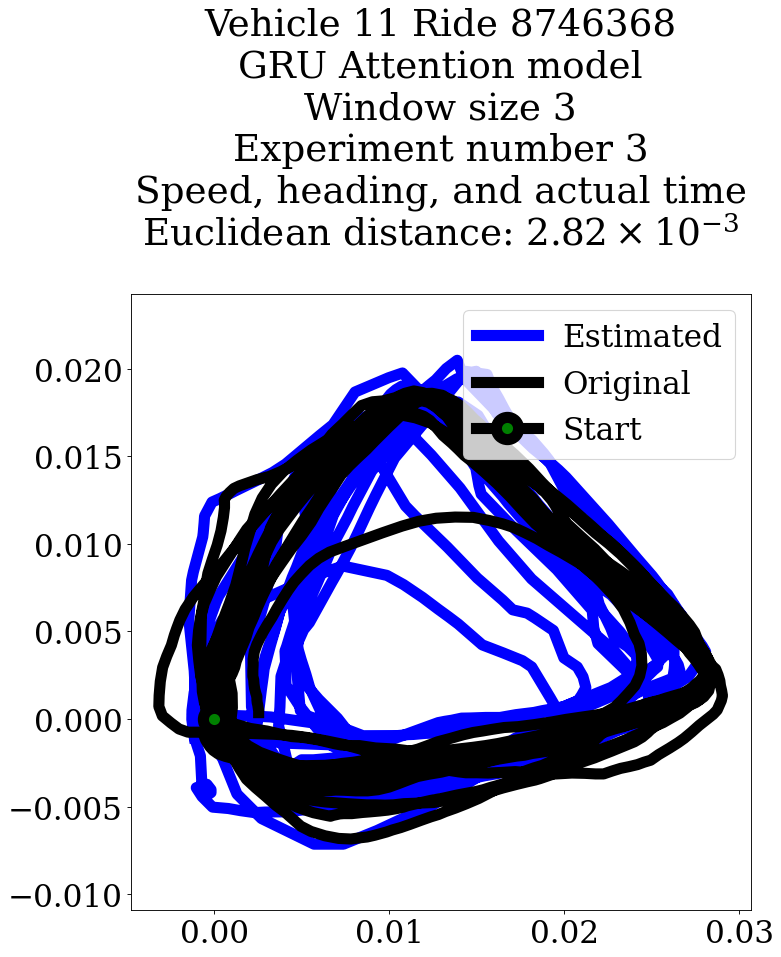 Vehicle 11 Ride 8746368
GRU Attention model
Window size 3
Experiment number 3
Speed, heading, and actual time
Euclidean distance: 2.82 × 10⁻³
Estimated
Original
Start
0.020
0.015
0.010
0.005
0.000
−0.005
−0.010
0.00 0.01 0.02 0.03